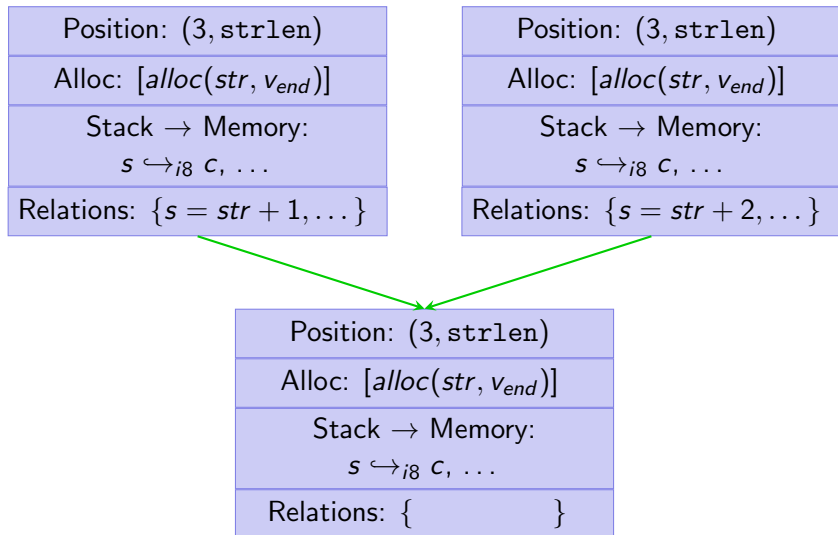 Position: (3, strlen)
Alloc: [alloc(str, v_end)]
Stack → Memory:
s ↪_i8 c, …
Relations: {s = str + 1, … }
Position: (3, strlen)
Alloc: [alloc(str, v_end)]
Stack → Memory:
s ↪_i8 c, …
Relations: {s = str + 2, … }
Position: (3, strlen)
Alloc: [alloc(str, v_end)]
Stack → Memory:
s ↪_i8 c, …
Relations: { }